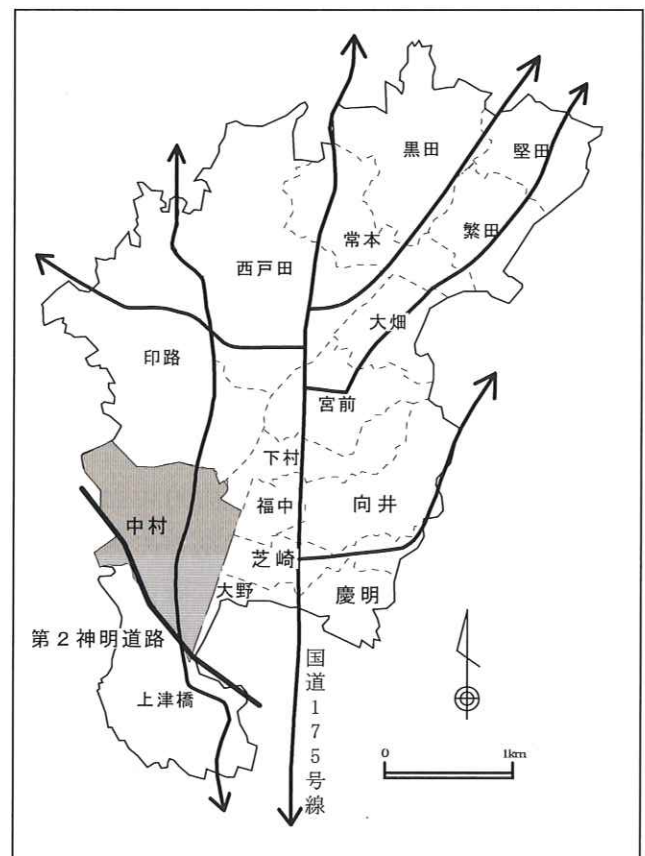 黒田
堅田
常本
繁田
西戸田
大畑
印路
宮前
下村
福中
向井
中村
芝崎
大野
慶明
第2神明道路
上津橋
国道175号線
0
1km